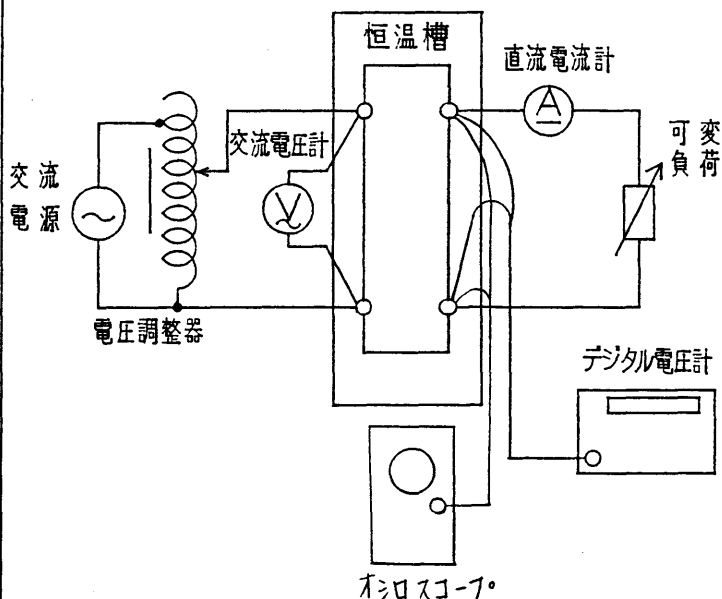 恒温槽
直流電流計
A
可変
負荷
交流電圧計
V
交流
電源
電圧調整器
デジタル電圧計
オシロスコープ